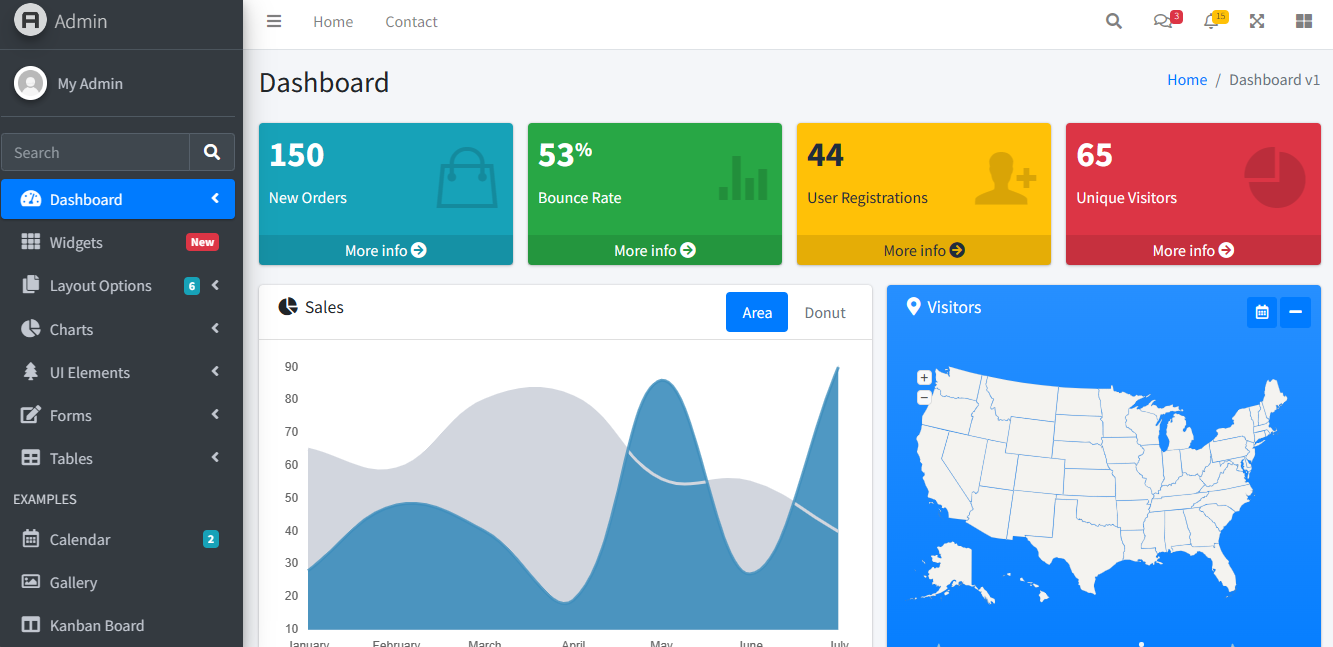 Admin
Home
Contact
3
15
My Admin
Dashboard
Home / Dashboard v1
Search
150
New Orders
More info
53%
Bounce Rate
More info
44
User Registrations
More info
65
Unique Visitors
More info
Dashboard
Widgets New
Layout Options 6
Charts
UI Elements
Forms
Tables
EXAMPLES
Calendar 2
Gallery
Kanban Board
Sales
Area
Donut
90
80
70
60
50
40
30
20
10
January February March April May June July
Visitors
+
−